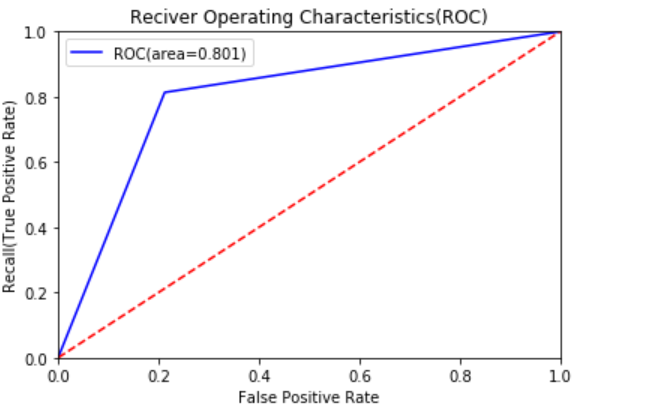 Reciver Operating Characteristics(ROC)
ROC(area=0.801)
1.0
0.8
0.6
0.4
0.2
0.0
Recall(True Positive Rate)
0.0 0.2 0.4 0.6 0.8 1.0
False Positive Rate